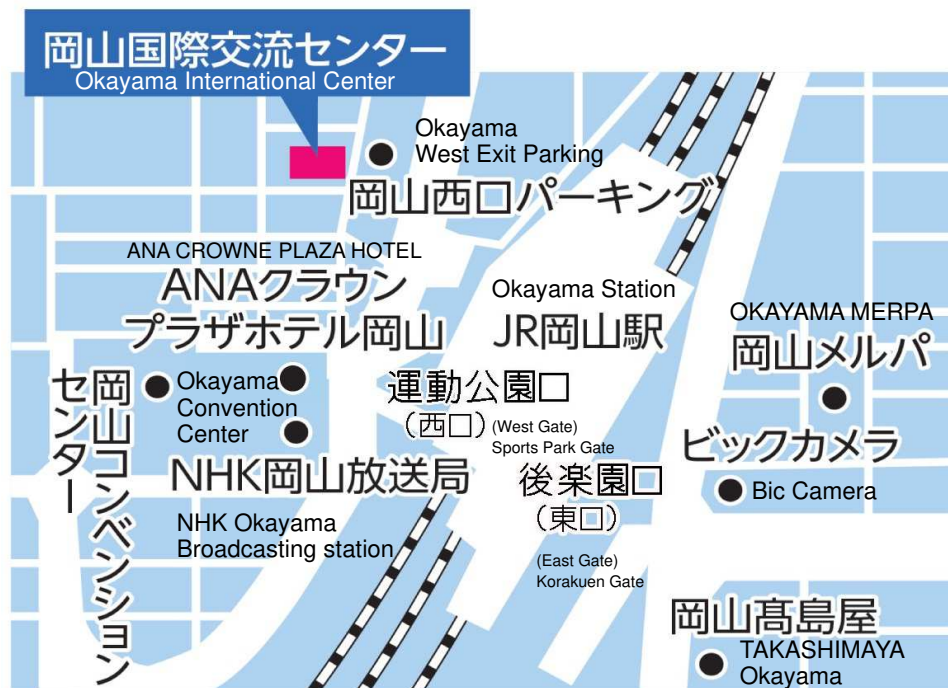 岡山国際交流センター
Okayama International Center
Okayama
West Exit Parking
岡山西口パーキング
ANA CROWNE PLAZA HOTEL
ANAクラウン
プラザホテル岡山
Okayama Station
JR岡山駅
OKAYAMA MERPA
岡山メルパ
岡山コンベンション
センター
Okayama
Convention
Center
運動公園口
(西口)
(West Gate)
Sports Park Gate
ビックカメラ
Bic Camera
NHK岡山放送局
NHK Okayama
Broadcasting station
後楽園口
(東口)
(East Gate)
Korakuen Gate
岡山髙島屋
TAKASHIMAYA
Okayama